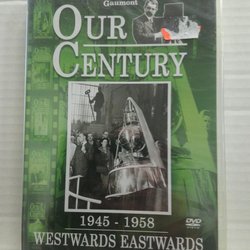 Gaumont
OUR
CENTURY
1945 - 1958
DVD
WESTWARDS EASTWARDS